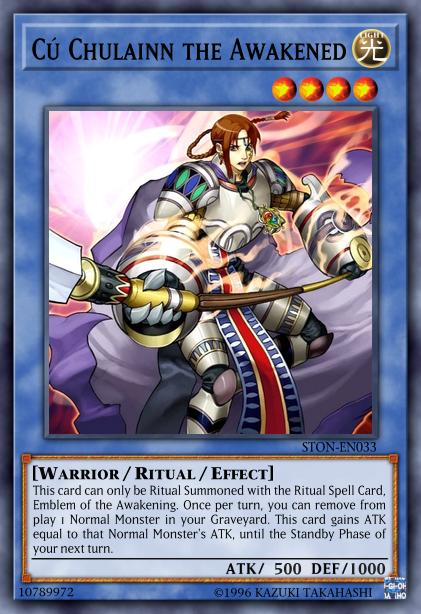 Cú Chulainn the Awakened
LIGHT
光
STON-EN033
[Warrior / Ritual / Effect]
This card can only be Ritual Summoned with the Ritual Spell Card,
Emblem of the Awakening. Once per turn, you can remove from
play 1 Normal Monster in your Graveyard. This card gains ATK
equal to that Normal Monster's ATK, until the Standby Phase of
your next turn.
ATK/ 500 DEF/1000
10789972
©1996 KAZUKI TAKAHASHI